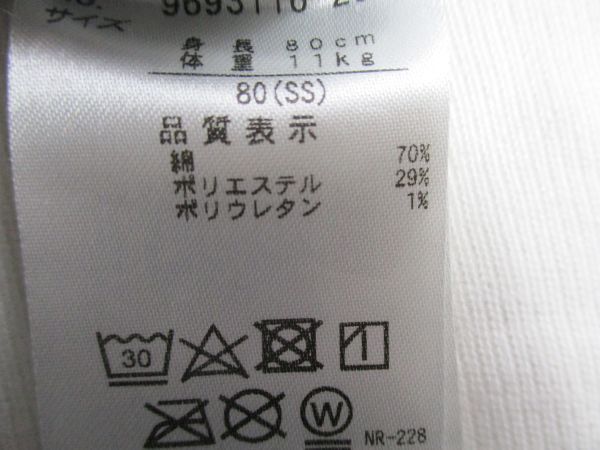 サイズ
身長 80cm
体重 11kg
80(SS)
品質表示
綿 70%
ポリエステル 29%
ポリウレタン 1%
30
W
NR-228